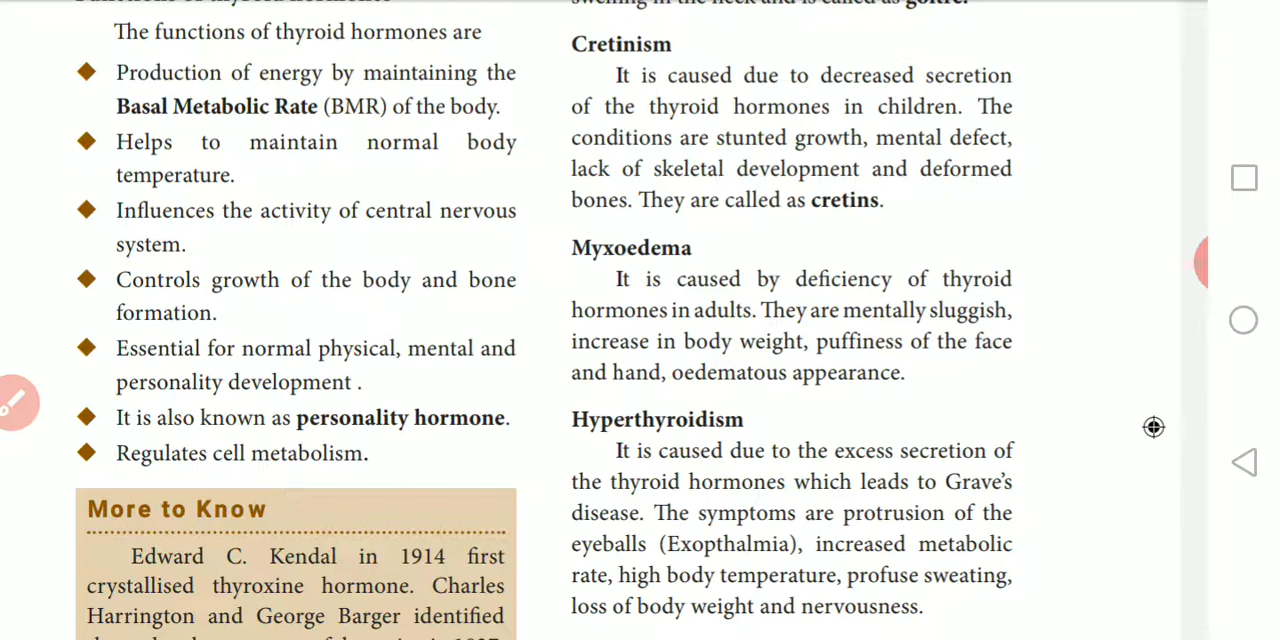 The functions of thyroid hormones are
Production of energy by maintaining the
Basal Metabolic Rate (BMR) of the body.
Helps to maintain normal body
temperature.
Influences the activity of central nervous
system.
Controls growth of the body and bone
formation.
Essential for normal physical, mental and
personality development .
It is also known as personality hormone.
Regulates cell metabolism.
More to Know
Edward C. Kendal in 1914 first
crystallised thyroxine hormone. Charles
Harrington and George Barger identified
goitre.
Cretinism
It is caused due to decreased secretion
of the thyroid hormones in children. The
conditions are stunted growth, mental defect,
lack of skeletal development and deformed
bones. They are called as cretins.
Myxoedema
It is caused by deficiency of thyroid
hormones in adults. They are mentally sluggish,
increase in body weight, puffiness of the face
and hand, oedematous appearance.
Hyperthyroidism
It is caused due to the excess secretion of
the thyroid hormones which leads to Grave's
disease. The symptoms are protrusion of the
eyeballs (Exopthalmia), increased metabolic
rate, high body temperature, profuse sweating,
loss of body weight and nervousness.